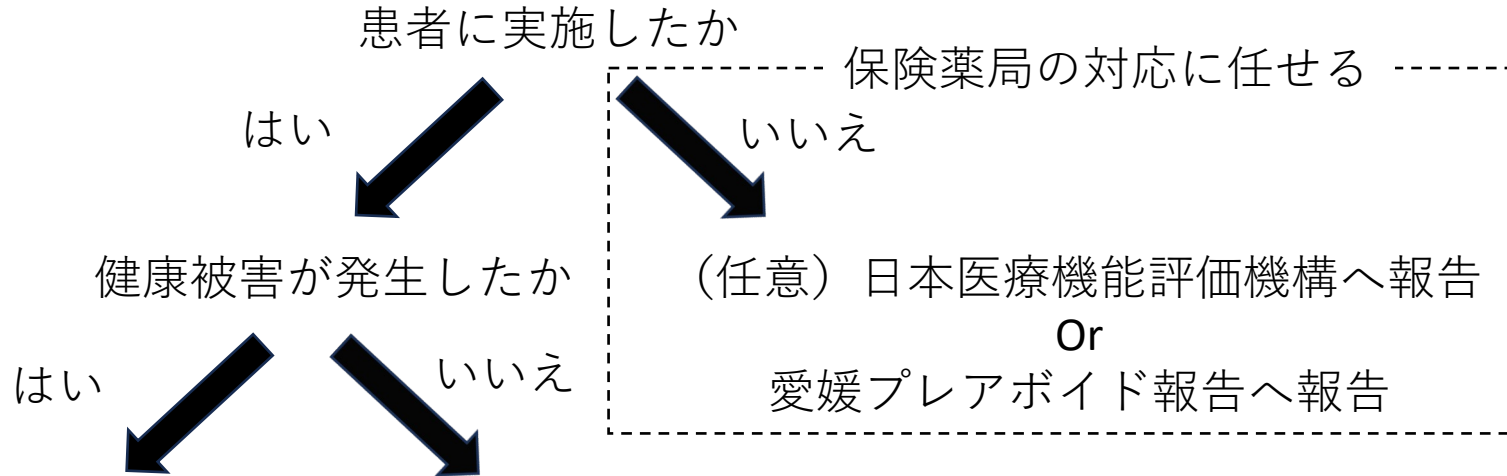 患者に実施したか
保険薬局の対応に任せる
はい
いいえ
健康被害が発生したか
(任意)日本医療機能評価機構へ報告
Or
愛媛プレアボイド報告へ報告
はい
いいえ